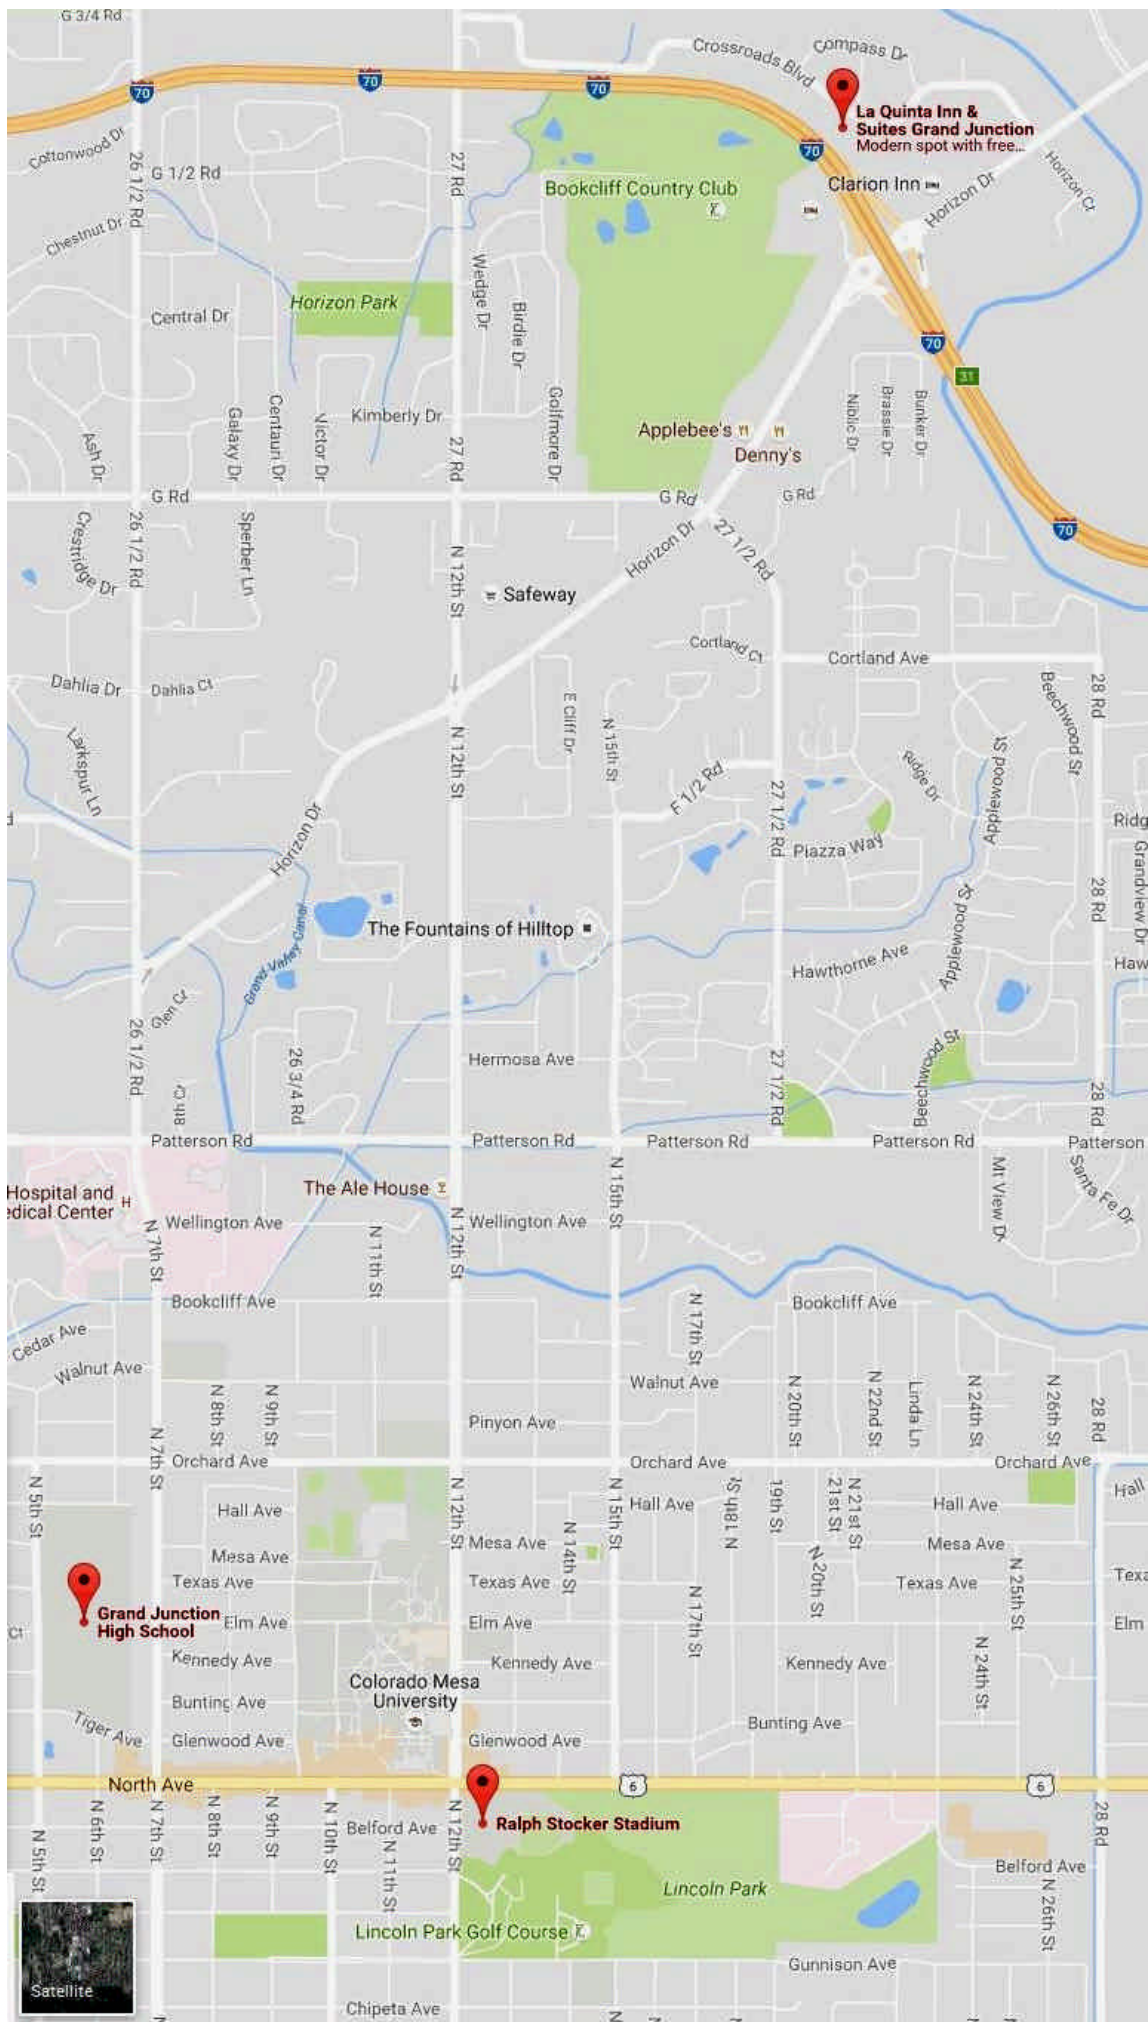 G 3/4 Rd
Compass Dr
Crossroads Blvd
70
70
70
La Quinta Inn &
Suites Grand Junction
Modern spot with free...
Cottonwood Dr
26 1/2 Rd
G 1/2 Rd
27 Rd
70
Horizon Ct
Bookcliff Country Club
Clarion Inn
Horizon Dr
Chestnut Dr
Wedge Dr
Birdie Dr
Horizon Park
Central Dr
70
31
Golfmore Dr
Niblic Dr
Brassie Dr
Bunker Dr
Galaxy Dr
Centauri Dr
Victor Dr
Kimberly Dr
Applebee's
Denny's
Ash Dr
27 Rd
G Rd
G Rd
G Rd
70
Crestridge Dr
26 1/2 Rd
Sperber Ln
N 12th St
Horizon Dr
27 1/2 Rd
Safeway
Cortland Ct
Cortland Ave
Dahlia Dr
Dahlia Ct
28 Rd
Beechwood St
E Cliff Dr
N 15th St
N 12th St
Larkspur Ln
Applewood St
Ridge Dr
F 1/2 Rd
27 1/2 Rd
Horizon Dr
Ridg
Piazza Way
Grandview Dr
28 Rd
Applewood St
Grand Valley Canal
The Fountains of Hilltop
Hawthorne Ave
Haw
Glen Ct
26 1/2 Rd
26 3/4 Rd
Hermosa Ave
27 1/2 Rd
Beechwood St
8th Ct
28 Rd
Patterson Rd
Patterson Rd
Patterson Rd
Patterson Rd
Patterson
Hospital and
edical Center
The Ale House
N 15th St
Mt View Dr
Santa Fe Dr
Wellington Ave
Wellington Ave
N 7th St
N 11th St
N 12th St
Bookcliff Ave
Bookcliff Ave
Cedar Ave
N 17th St
Walnut Ave
Walnut Ave
N 8th St
N 9th St
N 20th St
N 22nd St
Linda Ln
N 24th St
N 26th St
28 Rd
Pinyon Ave
N 7th St
Orchard Ave
Orchard Ave
Orchard Ave
N 5th St
Hall Ave
N 12th St
N 15th St
Hall Ave
N 18th St
19th St
21st St
N 21st St
Hall Ave
Hall
N 14th St
Mesa Ave
Mesa Ave
Mesa Ave
Texas Ave
Texas Ave
N 20th St
Texas Ave
N 25th St
Texa
Grand Junction
High School
Ct
Elm Ave
Elm Ave
N 17th St
Elm
Kennedy Ave
Kennedy Ave
Kennedy Ave
N 24th St
Colorado Mesa
University
Bunting Ave
Bunting Ave
Tiger Ave
Glenwood Ave
Glenwood Ave
North Ave
6
6
Belford Ave
Ralph Stocker Stadium
28 Rd
N 5th St
N 6th St
N 7th St
N 8th St
N 9th St
N 10th St
N 11th St
N 12th St
Belford Ave
Lincoln Park
N 26th St
Lincoln Park Golf Course
Gunnison Ave
Satellite
Chipeta Ave